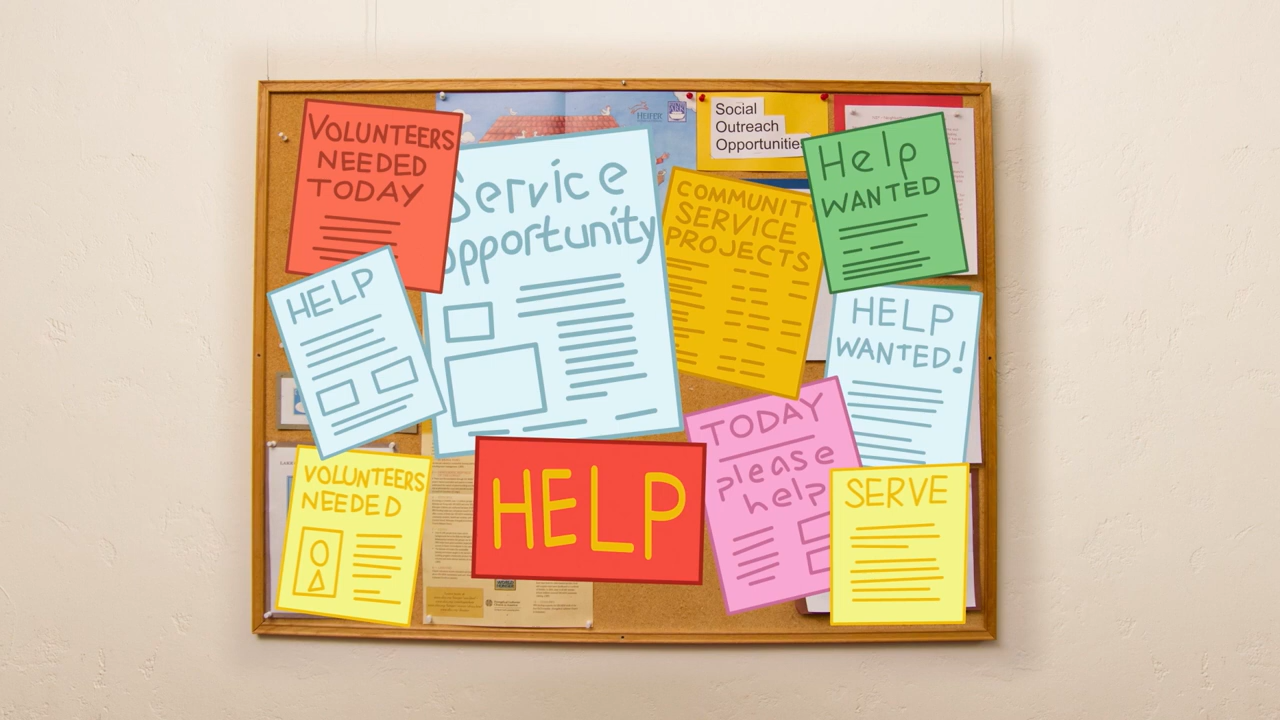 VOLUNTEERS
NEEDED
TODAY
Service
opportunity
HEIFER
Social
Outreach
Opportunities
COMMUNITY
SERVICE
PROJECTS
Help
WANTED
HELP
HELP
WANTED!
TODAY
please
help
VOLUNTEERS
NEEDED
HELP
SERVE